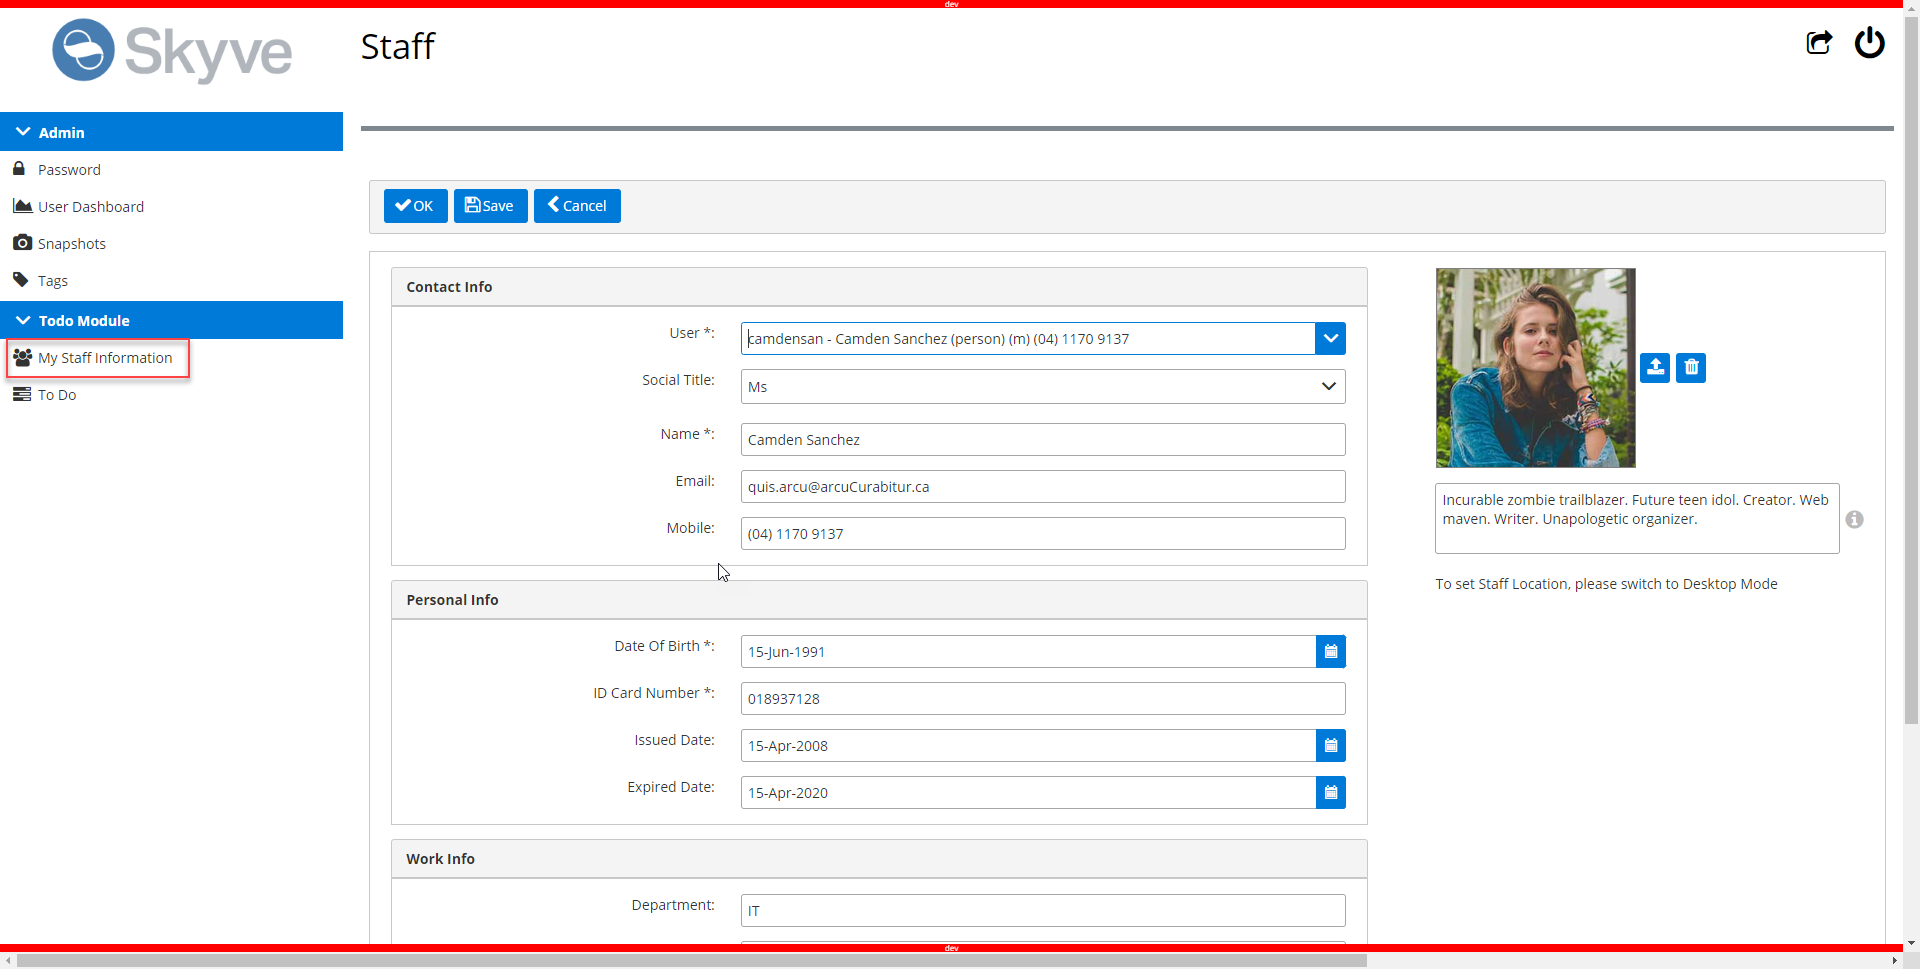 dev
Skyve
Staff
Admin
Password
User Dashboard
Snapshots
Tags
Todo Module
My Staff Information
To Do
OK
Save
Cancel
Contact Info
User *:
camdensan - Camden Sanchez (person) (m) (04) 1170 9137
Social Title:
Ms
Name *:
Camden Sanchez
Email:
quis.arcu@arcuCurabitur.ca
Mobile:
(04) 1170 9137
Personal Info
Date Of Birth *:
15-Jun-1991
ID Card Number *:
018937128
Issued Date:
15-Apr-2008
Expired Date:
15-Apr-2020
Work Info
Department:
IT
Incurable zombie trailblazer. Future teen idol. Creator. Web
maven. Writer. Unapologetic organizer.
To set Staff Location, please switch to Desktop Mode
dev